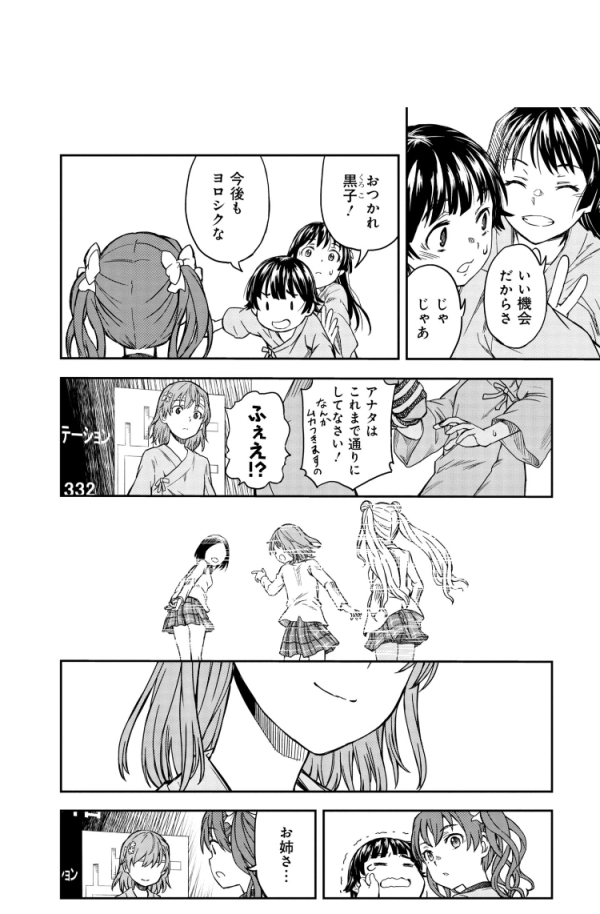 いい機会
だからさ
じゃ
じゃあ
おつかれ
黒子！
くろこ
今後も
ヨロシクな
アナタは
これまで通りに
してなさい！
なんか
ムカつきますの
ふぇえ!?
テーション
332
お姉さ…
ション